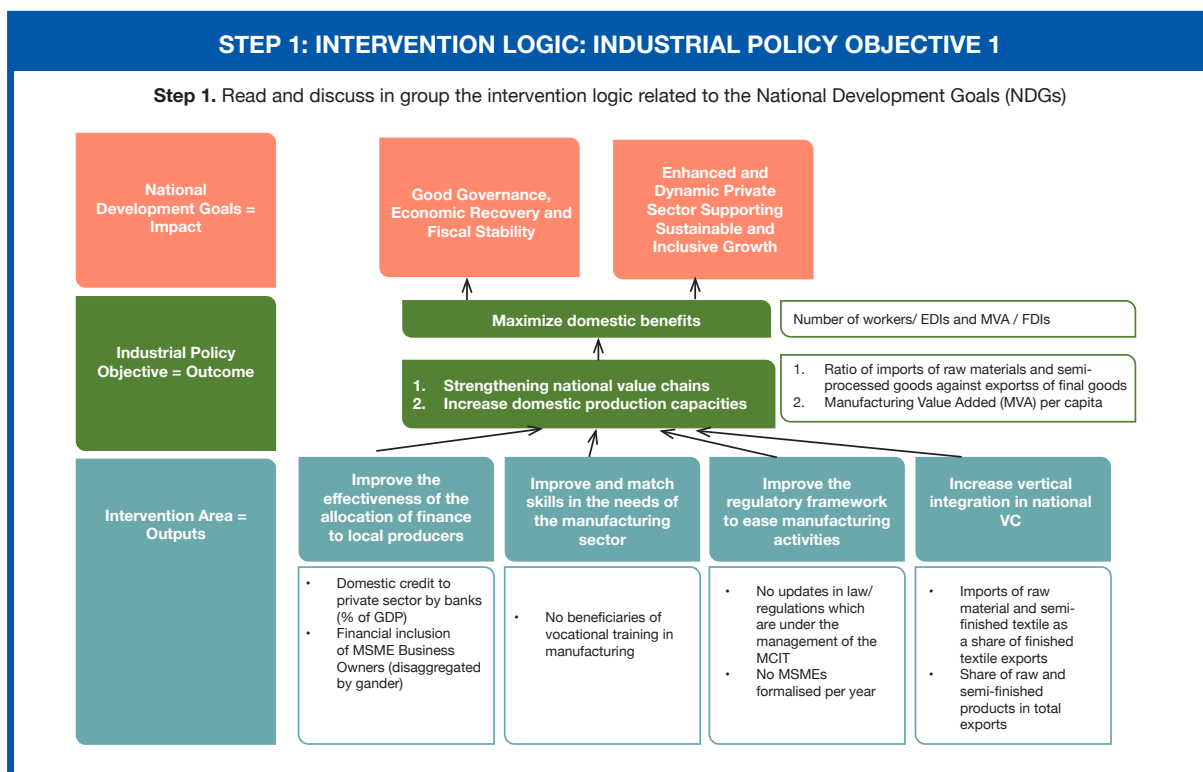 STEP 1: INTERVENTION LOGIC: INDUSTRIAL POLICY OBJECTIVE 1
Step 1. Read and discuss in group the intervention logic related to the National Development Goals (NDGs)
National
Development Goals =
Impact
Good Governance,
Economic Recovery and
Fiscal Stability
Enhanced and
Dynamic Private
Sector Supporting
Sustainable and
Inclusive Growth
Industrial Policy
Objective = Outcome
Maximize domestic benefits
Number of workers/ EDIs and MVA / FDIs
1. Strengthening national value chains
2. Increase domestic production capacities
1. Ratio of imports of raw materials and semi-
processed goods against exportss of final goods
2. Manufacturing Value Added (MVA) per capita
Intervention Area =
Outputs
Improve the
effectiveness of the
allocation of finance
to local producers
Improve and match
skills in the needs of
the manufacturing
sector
Improve the
regulatory framework
to ease manufacturing
activities
Increase vertical
integration in national
VC
• Domestic credit to
private sector by banks
(% of GDP)
• Financial inclusion
of MSME Business
Owners (disaggregated
by gander)
• No beneficiaries of
vocational training in
manufacturing
• No updates in law/
regulations which
are under the
management of the
MCIT
• No MSMEs
formalised per year
• Imports of raw
material and semi-
finished textile as
a share of finished
textile exports
• Share of raw and
semi-finished
products in total
exports